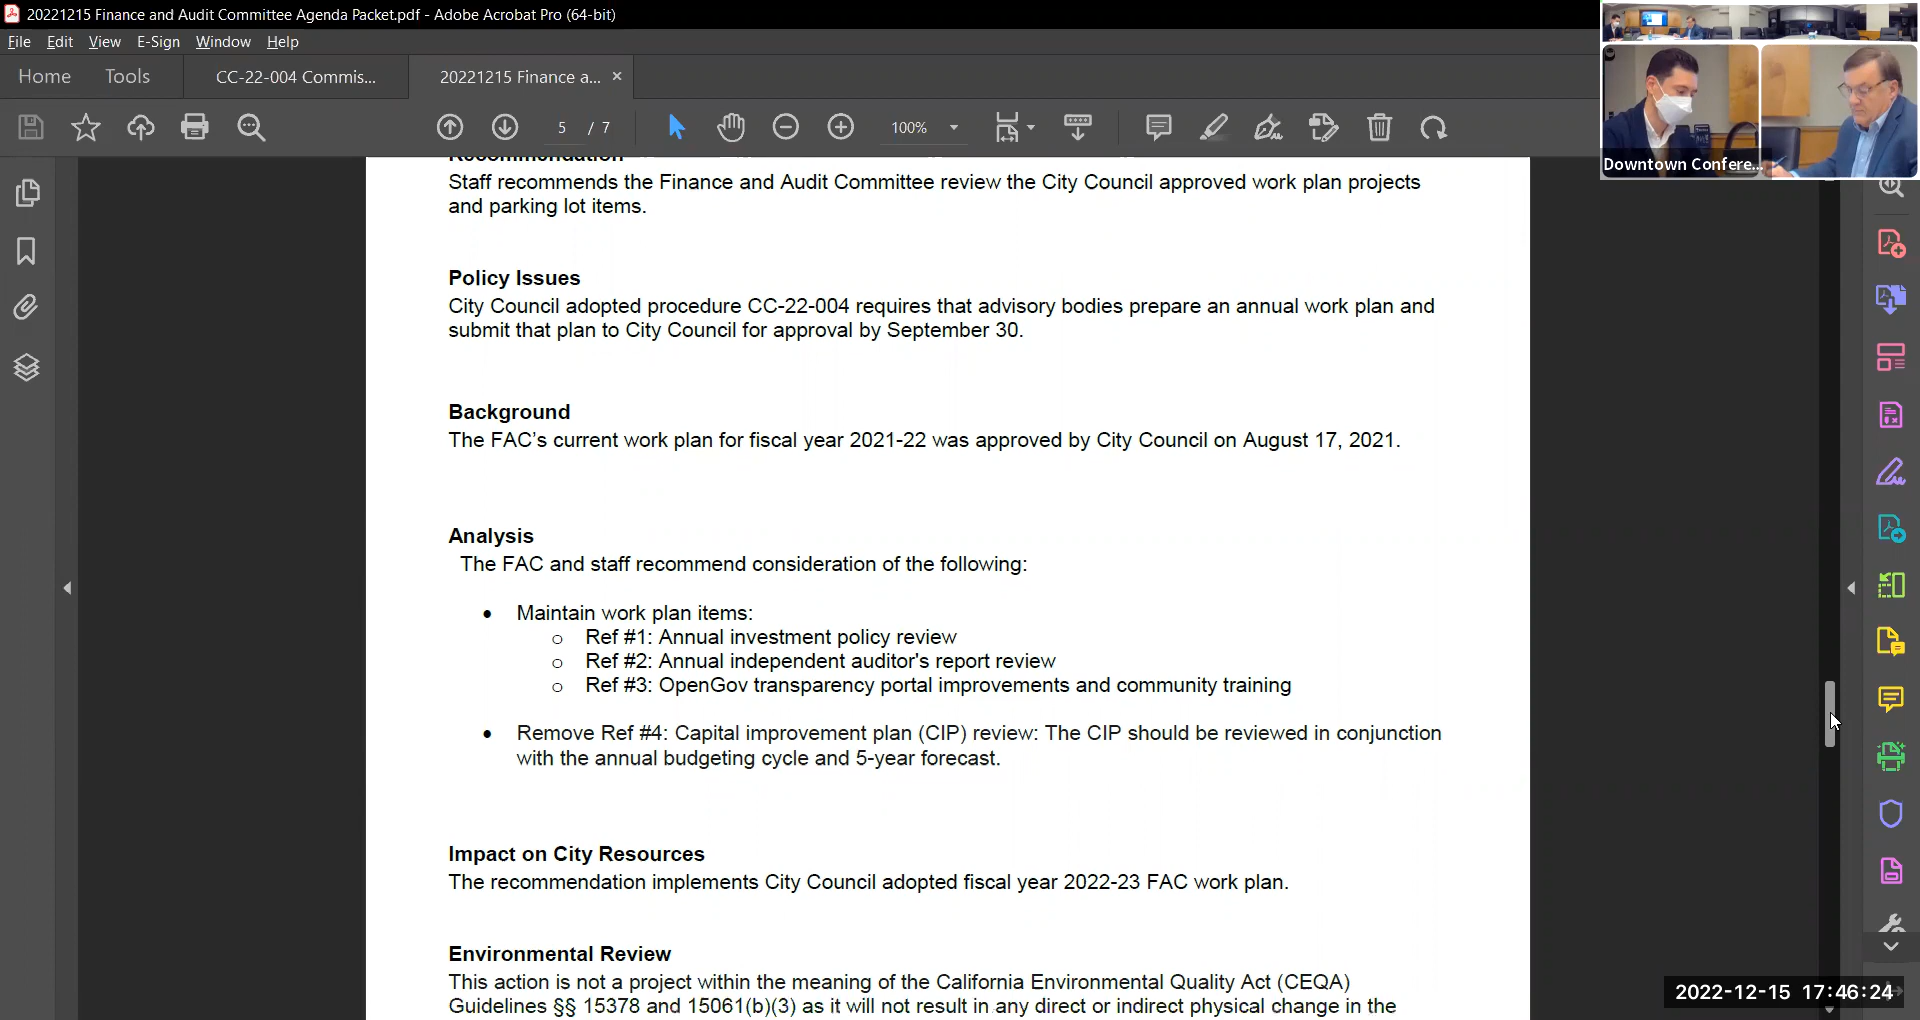 20221215 Finance and Audit Committee Agenda Packet.pdf - Adobe Acrobat Pro (64-bit)
File Edit View E-Sign Window Help
Home Tools CC-22-004 Commis... 20221215 Finance a... ×
5 / 7 100%
Downtown Confere...
Recommendation
Staff recommends the Finance and Audit Committee review the City Council approved work plan projects
and parking lot items.
Policy Issues
City Council adopted procedure CC-22-004 requires that advisory bodies prepare an annual work plan and
submit that plan to City Council for approval by September 30.
Background
The FAC's current work plan for fiscal year 2021-22 was approved by City Council on August 17, 2021.
Analysis
The FAC and staff recommend consideration of the following:
• Maintain work plan items:
o Ref #1: Annual investment policy review
o Ref #2: Annual independent auditor's report review
o Ref #3: OpenGov transparency portal improvements and community training
• Remove Ref #4: Capital improvement plan (CIP) review: The CIP should be reviewed in conjunction
with the annual budgeting cycle and 5-year forecast.
Impact on City Resources
The recommendation implements City Council adopted fiscal year 2022-23 FAC work plan.
Environmental Review
This action is not a project within the meaning of the California Environmental Quality Act (CEQA)
Guidelines §§ 15378 and 15061(b)(3) as it will not result in any direct or indirect physical change in the
2022-12-15 17:46:24